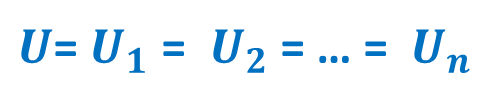 U= U₁ = U₂ = ... = Uₙ